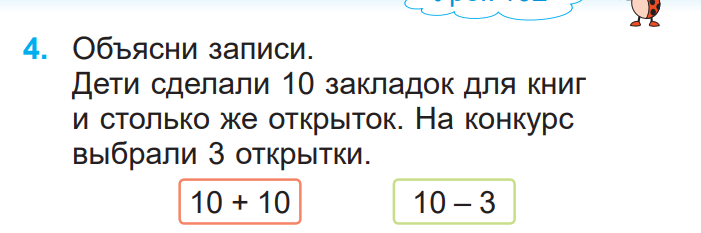 4. Объясни записи.
Дети сделали 10 закладок для книг
и столько же открыток. На конкурс
выбрали 3 открытки.
10 + 10 10 – 3